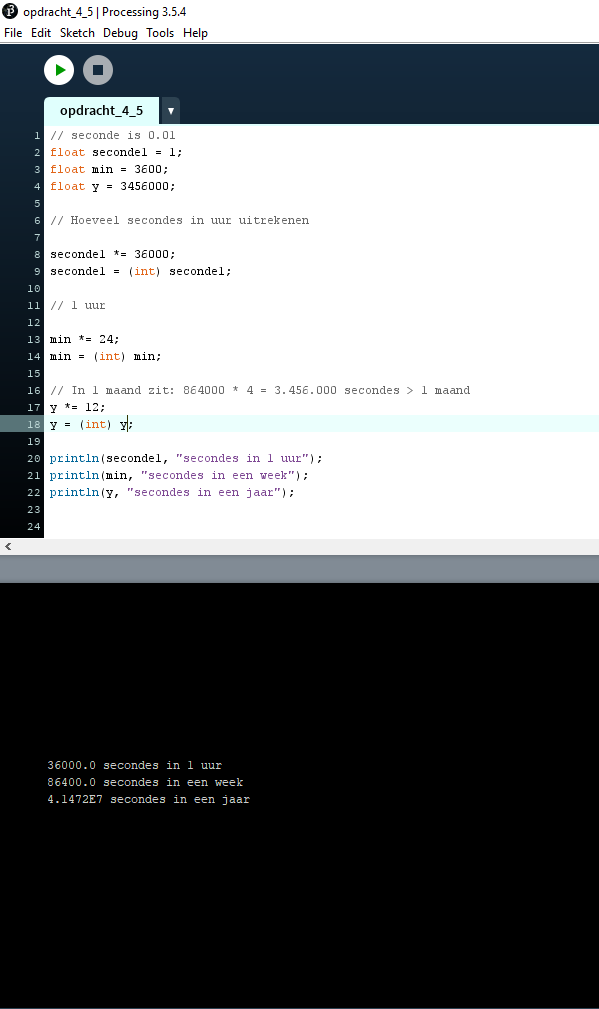 opdracht_4_5 | Processing 3.5.4
File Edit Sketch Debug Tools Help
opdracht_4_5
1 // seconde is 0.01
2 float seconde1 = 1;
3 float min = 3600;
4 float y = 3456000;
5
6 // Hoeveel secondes in uur uitrekenen
7
8 seconde1 *= 36000;
9 seconde1 = (int) seconde1;
10
11 // 1 uur
12
13 min *= 24;
14 min = (int) min;
15
16 // In 1 maand zit: 864000 * 4 = 3.456.000 secondes > 1 maand
17 y *= 12;
18 y = (int) y;
19
20 println(seconde1, "secondes in 1 uur");
21 println(min, "secondes in een week");
22 println(y, "secondes in een jaar");
23
24
36000.0 secondes in 1 uur
86400.0 secondes in een week
4.1472E7 secondes in een jaar